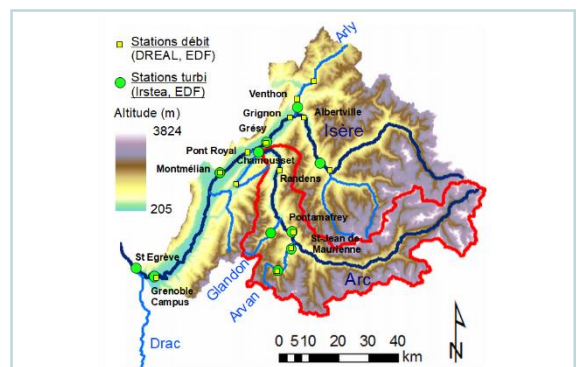 Stations débit
(DREAL, EDF)
Stations turbi
(Irstea, EDF)
Altitude (m)
3824
205
Arly
Venthon
Grignon
Albertville
Grésy
Isère
Pont Royal
Chamousset
Montmélian
Randens
Pontamafrey
St-Jean de
Maurienne
St Egrève
Glandon
Arc
Grenoble
Campus
Arvan
Drac
0 5 10 20 30 40
km
N